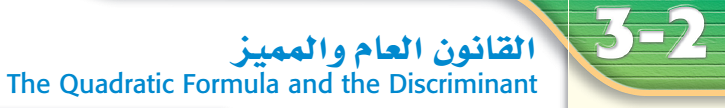 3-2
القانون العام والمميز
The Quadratic Formula and the Discriminant